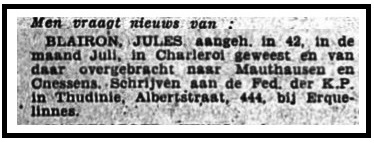 Men vraagt nieuws van :
BLAIRON, JULES, aangeh. in 42, in de
maand Juli, in Charleroi geweest en van
daar overgebracht naar Mauthausen en
Onessens. Schrijven aan de Fed. der K.P.
in Thudinie, Albertstraat, 444, bij Erque-
linnes.